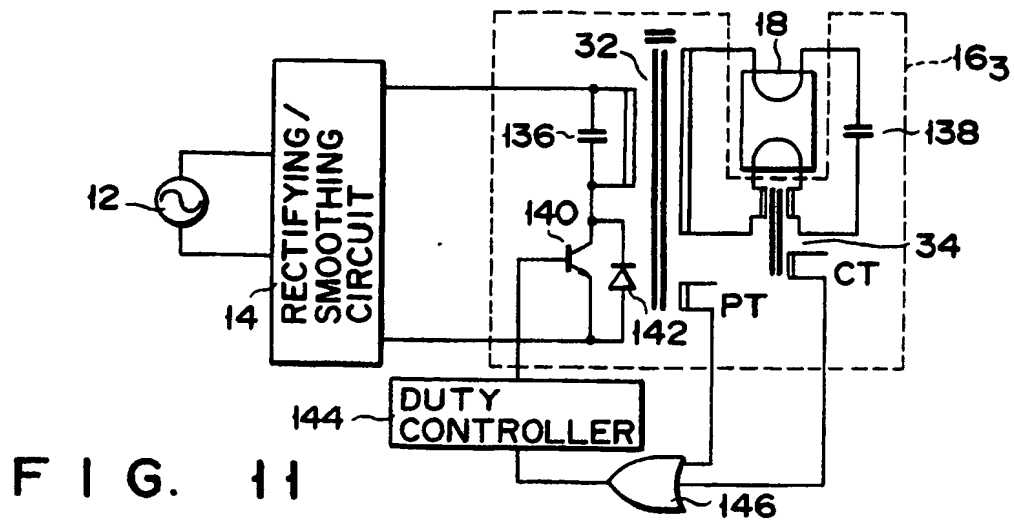 18
32
16₃
136
138
12
140
RECTIFYING/
SMOOTHING
CIRCUIT
34
14
CT
142
PT
144
DUTY
CONTROLLER
146
FIG. 11